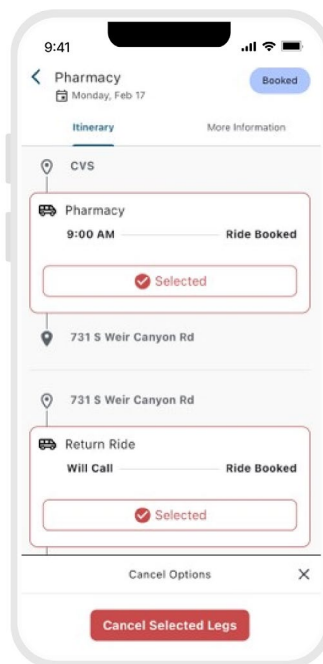 9:41
Pharmacy
Booked
Monday, Feb 17
Itinerary
More Information
CVS
Pharmacy
9:00 AM Ride Booked
Selected
731 S Weir Canyon Rd
731 S Weir Canyon Rd
Return Ride
Will Call Ride Booked
Selected
Cancel Options
Cancel Selected Legs